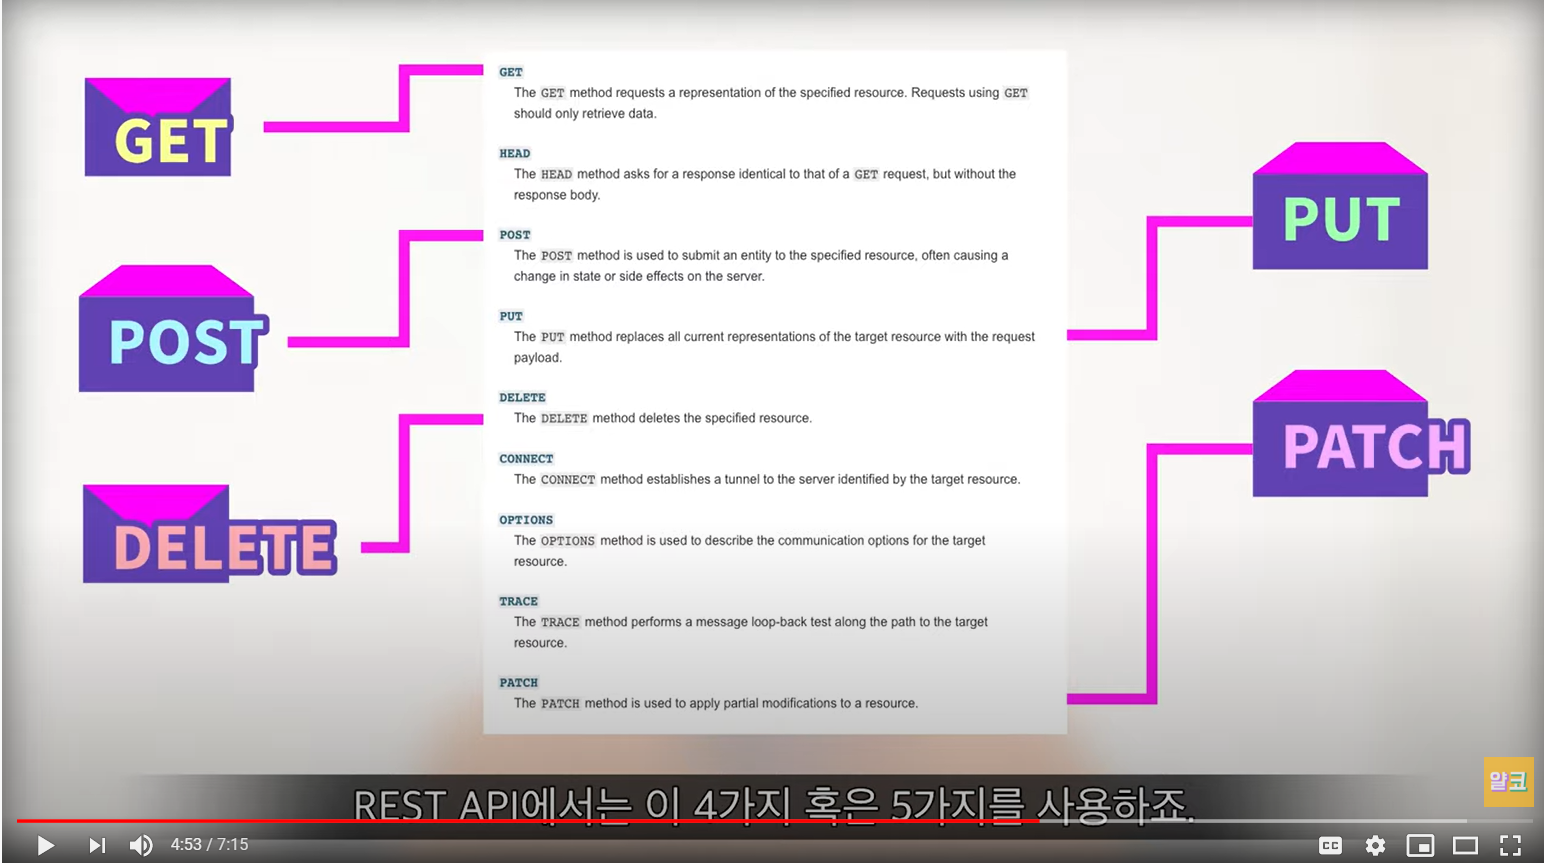 GET
POST
DELETE
GET
The GET method requests a representation of the specified resource. Requests using GET
should only retrieve data.
HEAD
The HEAD method asks for a response identical to that of a GET request, but without the
response body.
POST
The POST method is used to submit an entity to the specified resource, often causing a
change in state or side effects on the server.
PUT
The PUT method replaces all current representations of the target resource with the request
payload.
DELETE
The DELETE method deletes the specified resource.
CONNECT
The CONNECT method establishes a tunnel to the server identified by the target resource.
OPTIONS
The OPTIONS method is used to describe the communication options for the target
resource.
TRACE
The TRACE method performs a message loop-back test along the path to the target
resource.
PATCH
The PATCH method is used to apply partial modifications to a resource.
PUT
PATCH
얄코
REST API에서는 이 4가지 혹은 5가지를 사용하죠.
4:53 / 7:15
CC